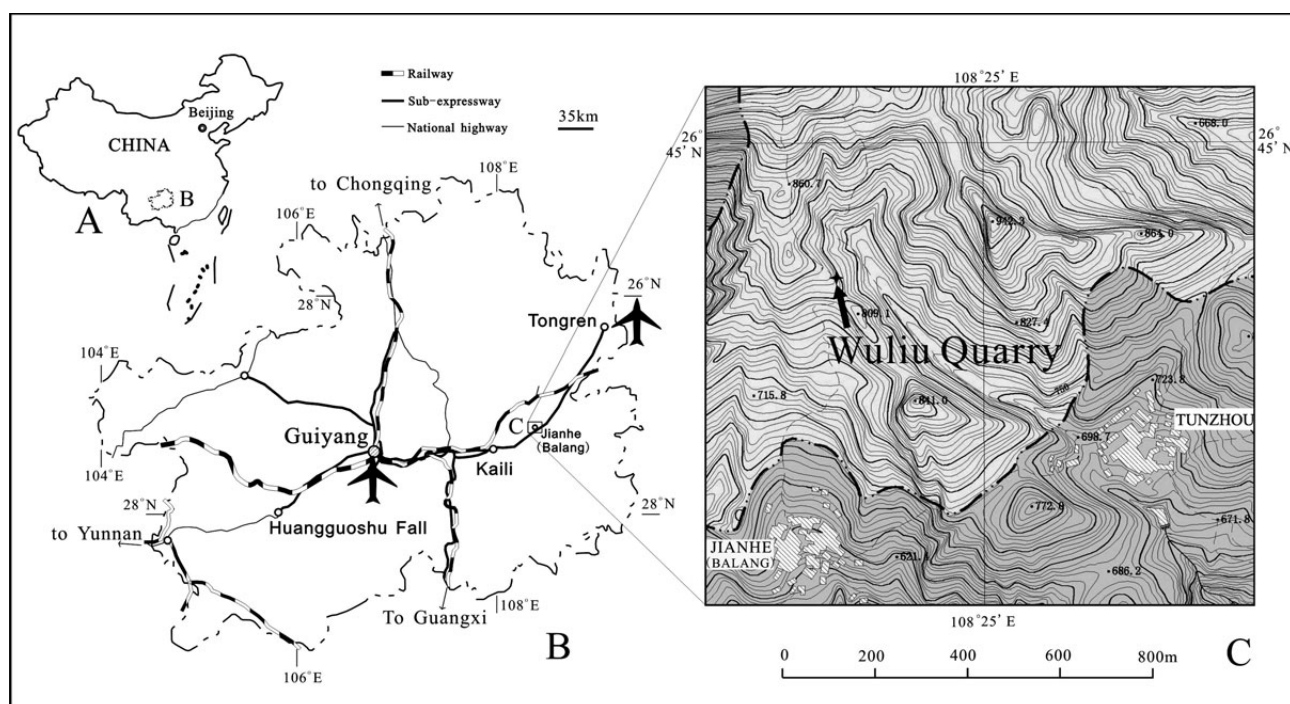 Beijing
CHINA
B
A
Railway
Sub-expressway
National highway
35km
to Chongqing
108°E
106°E
28°N
26°N
Tongren
104°E
Guiyang
C
Jianhe
(Balang)
Kaili
104°E
28°N
28°N
Huangguoshu Fall
to Yunnan
108°E
To Guangxi
106°E
B
108°25′E
668.0
26°
45′N
26°
45′N
860.7
942.3
864.0
809.1
827.4
Wuliu Quarry
715.8
841.0
750
723.8
TUNZHOU
698.7
772.8
671.8
JIANHE
(BALANG)
686.2
108°25′E
0 200 400 600 800m
C